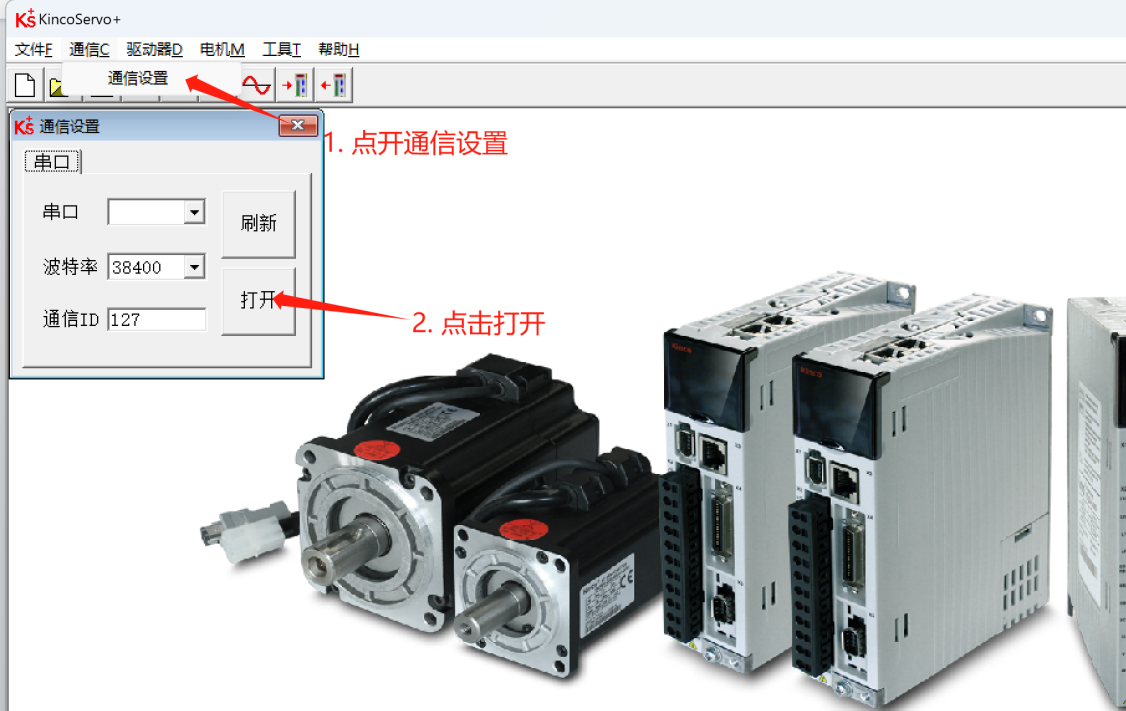 KincoServo+
文件F 通信C 驱动器D 电机M 工具T 帮助H
通信设置
通信设置
1. 点开通信设置
串口
串口
刷新
波特率 38400
打开
通信ID 127
2. 点击打开
Kinco
Kinco